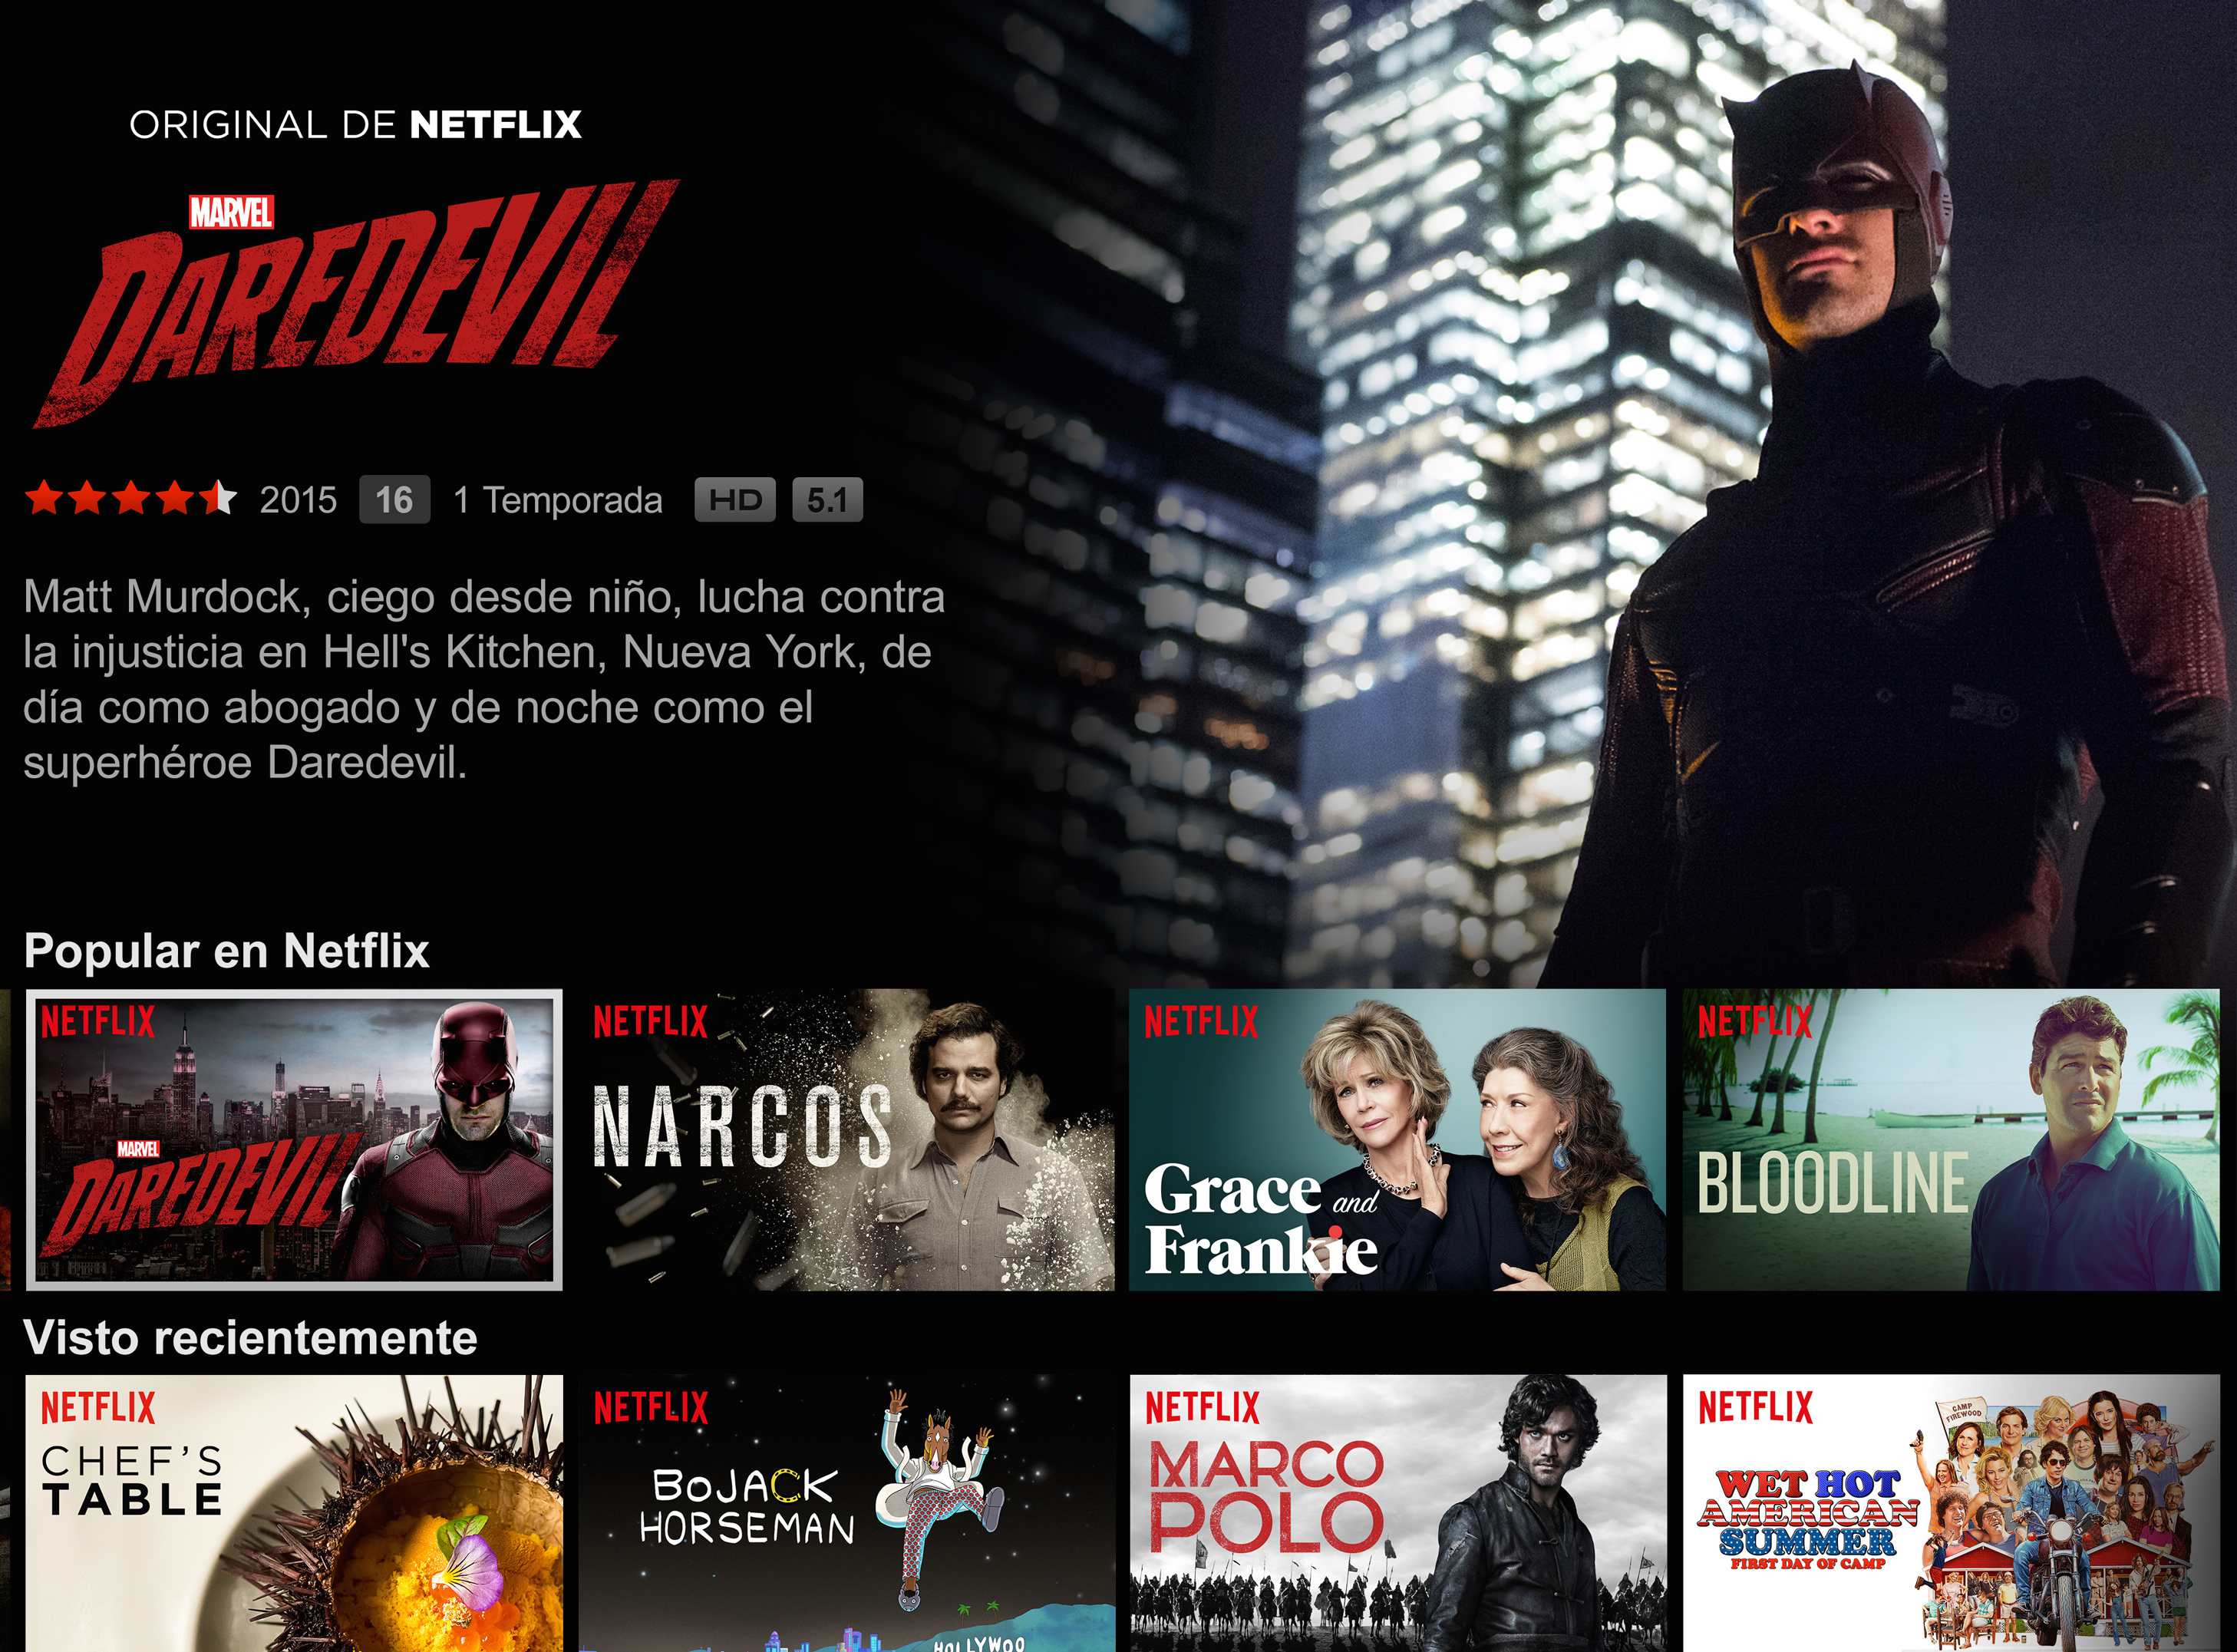 ORIGINAL DE NETFLIX
MARVEL
DAREDEVIL
2015 16 1 Temporada HD 5.1
Matt Murdock, ciego desde niño, lucha contra
la injusticia en Hell's Kitchen, Nueva York, de
día como abogado y de noche como el
superhéroe Daredevil.
Popular en Netflix
NETFLIX
MARVEL
DAREDEVIL
NETFLIX
NARCOS
NETFLIX
Grace and
Frankie
NETFLIX
BLOODLINE
Visto recientemente
NETFLIX
CHEF'S
TABLE
NETFLIX
BOJACK
HORSEMAN
HOLLYWOO
NETFLIX
MARCO
POLO
NETFLIX
CAMP
FIREWOOD
WET HOT
AMERICAN
SUMMER
FIRST DAY OF CAMP